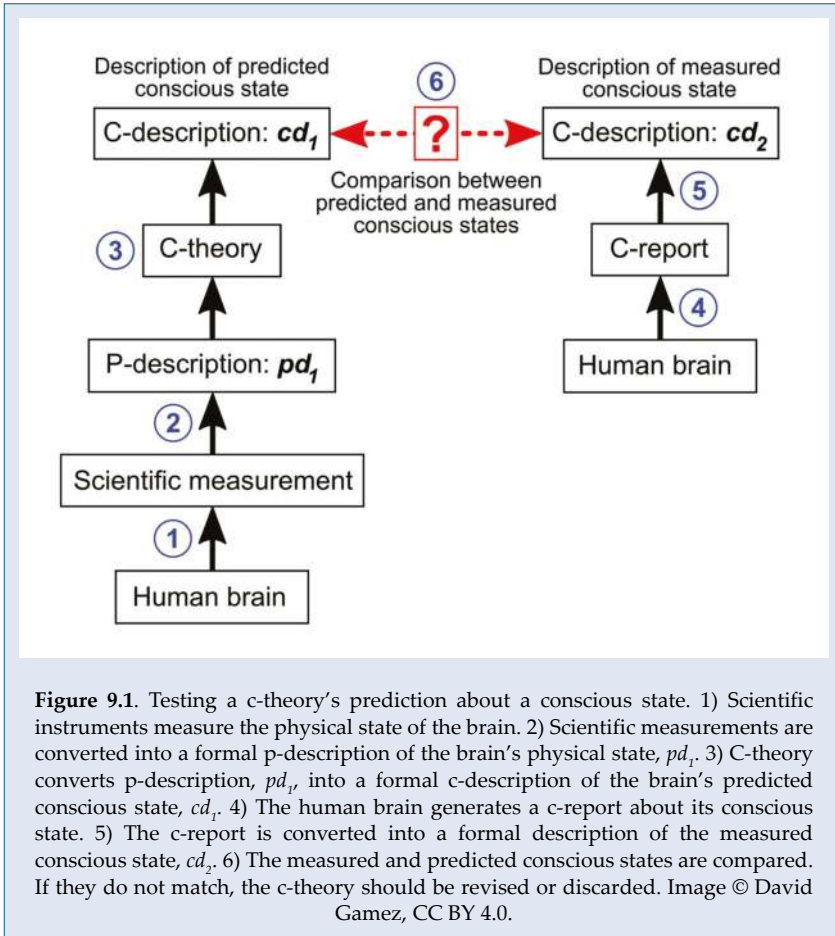 Description of predicted
conscious state
C-description: cd1
6
?
Comparison between
predicted and measured
conscious states
Description of measured
conscious state
C-description: cd2
5
3
C-theory
C-report
4
P-description: pd1
Human brain
2
Scientific measurement
1
Human brain
Figure 9.1. Testing a c-theory’s prediction about a conscious state. 1) Scientific
instruments measure the physical state of the brain. 2) Scientific measurements are
converted into a formal p-description of the brain’s physical state, pd1. 3) C-theory
converts p-description, pd1, into a formal c-description of the brain’s predicted
conscious state, cd1. 4) The human brain generates a c-report about its conscious
state. 5) The c-report is converted into a formal description of the measured
conscious state, cd2. 6) The measured and predicted conscious states are compared.
If they do not match, the c-theory should be revised or discarded. Image © David
Gamez, CC BY 4.0.